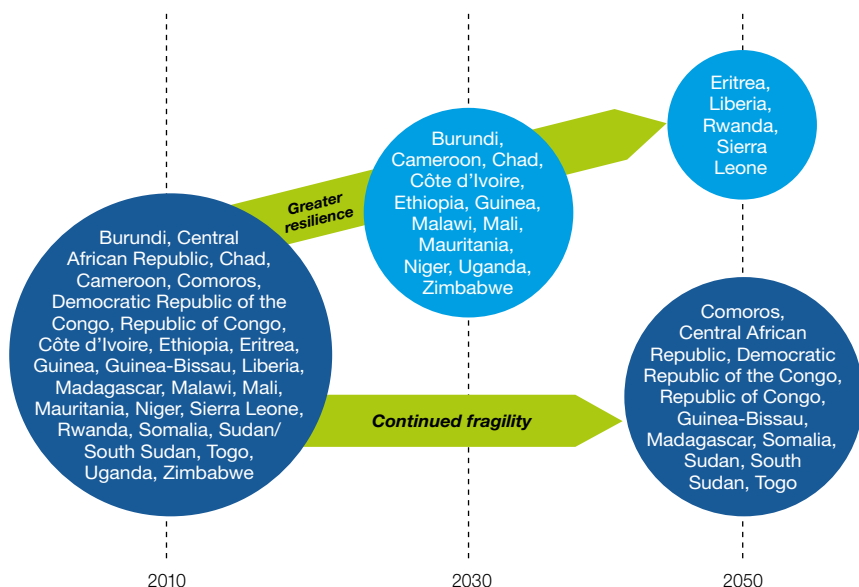 Burundi, Central
African Republic, Chad,
Cameroon, Comoros,
Democratic Republic of the
Congo, Republic of Congo,
Côte d’Ivoire, Ethiopia, Eritrea,
Guinea, Guinea-Bissau, Liberia,
Madagascar, Malawi, Mali,
Mauritania, Niger, Sierra Leone,
Rwanda, Somalia, Sudan/
South Sudan, Togo,
Uganda, Zimbabwe
Greater
resilience
Burundi,
Cameroon, Chad,
Côte d’Ivoire,
Ethiopia, Guinea,
Malawi, Mali,
Mauritania,
Niger, Uganda,
Zimbabwe
Eritrea,
Liberia,
Rwanda,
Sierra
Leone
Continued fragility
Comoros,
Central African
Republic, Democratic
Republic of the Congo,
Republic of Congo,
Guinea-Bissau,
Madagascar, Somalia,
Sudan, South
Sudan, Togo
2010
2030
2050